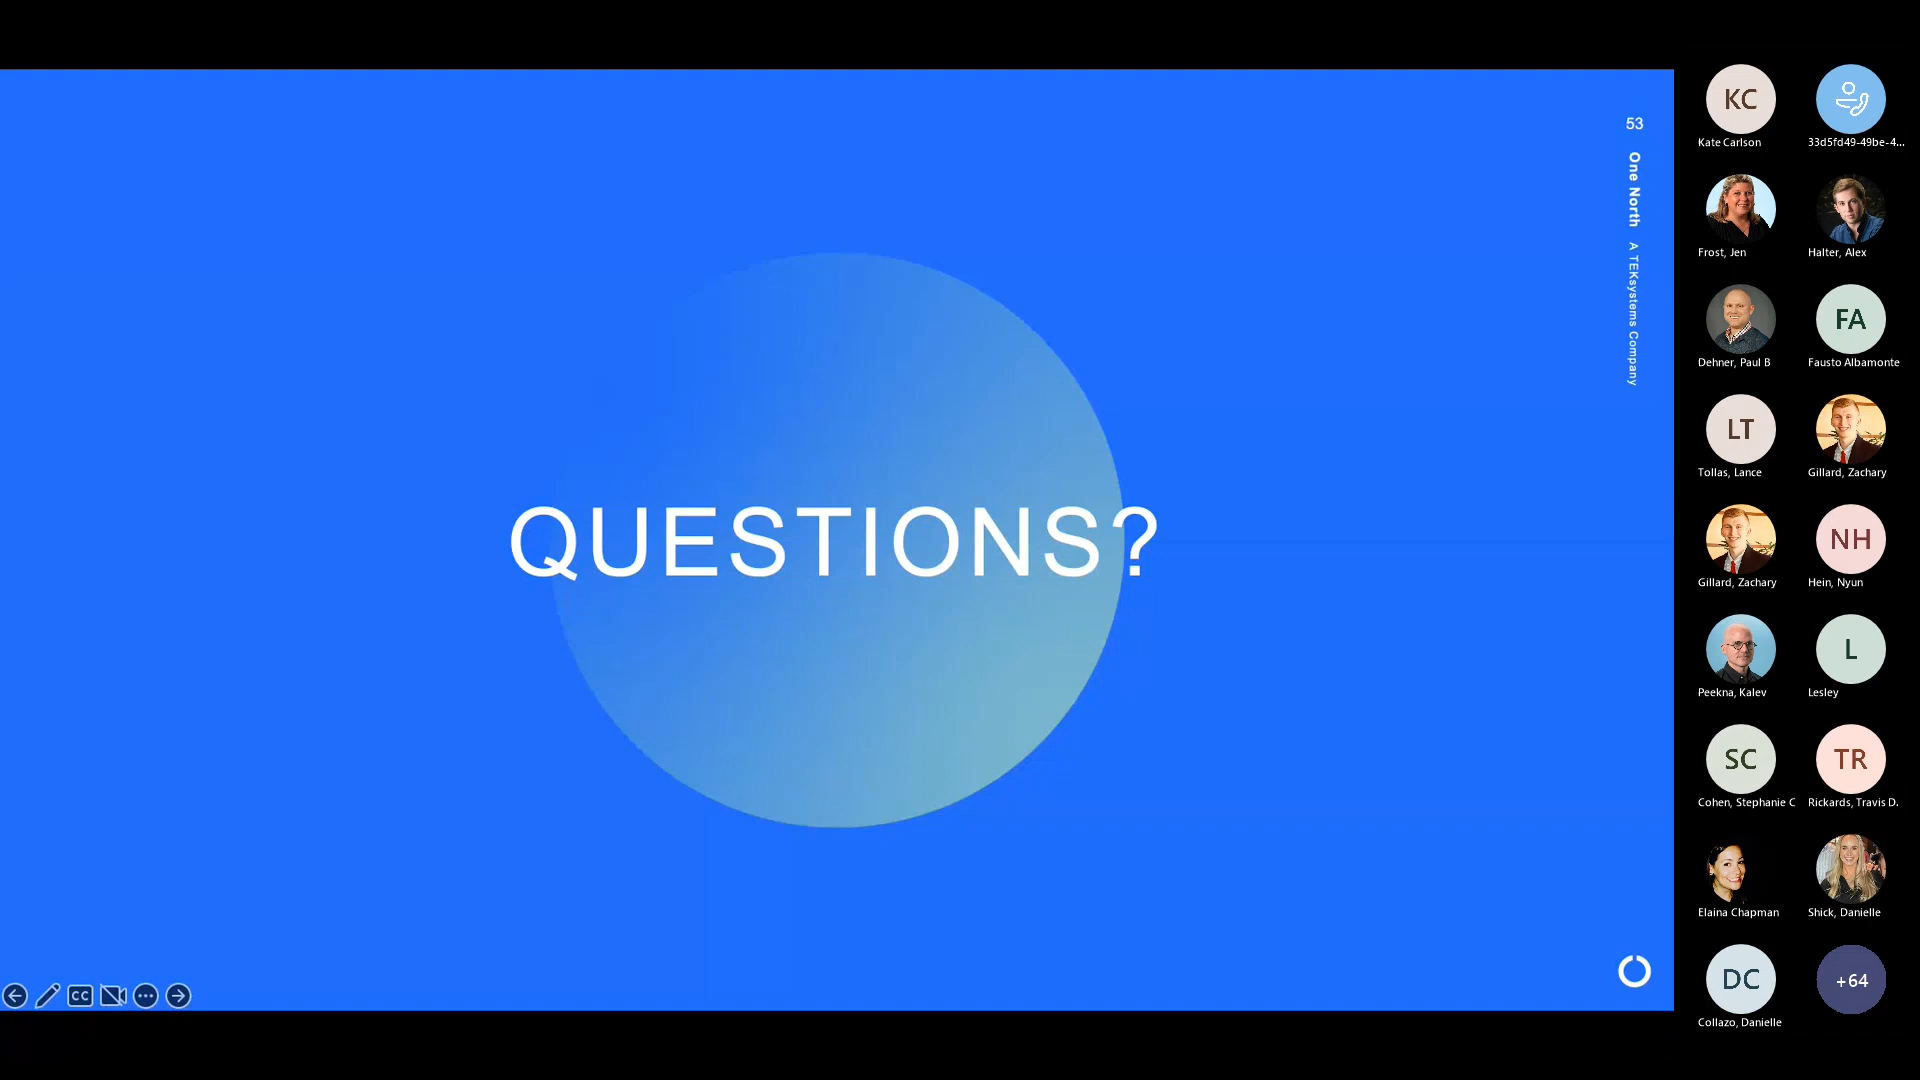 53
One North A TEKsystems Company
QUESTIONS?
CC
KC
Kate Carlson
33d5fd49-49be-4...
Frost, Jen
Halter, Alex
Dehner, Paul B
FA
Fausto Albamonte
LT
Tollas, Lance
Gillard, Zachary
Gillard, Zachary
NH
Hein, Nyun
Peekna, Kalev
L
Lesley
SC
Cohen, Stephanie C
TR
Rickards, Travis D.
Elaina Chapman
Shick, Danielle
DC
Collazo, Danielle
+64